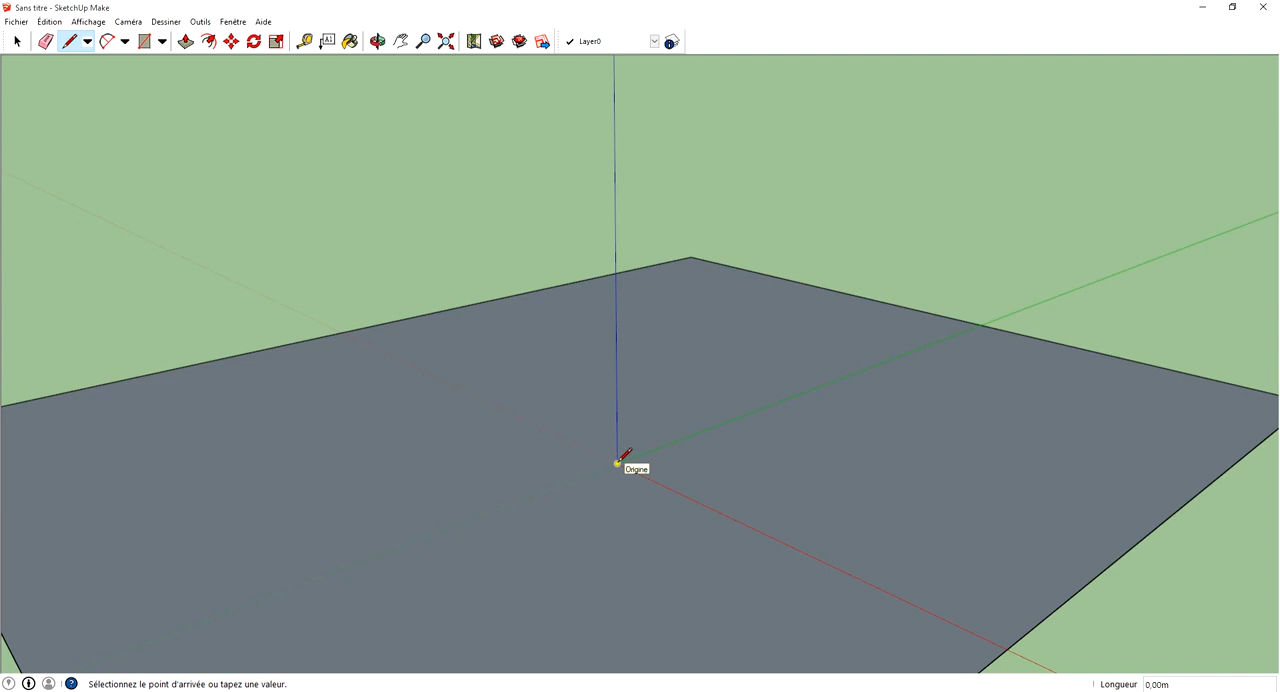 Sans titre - SketchUp Make
Fichier Édition Affichage Caméra Dessiner Outils Fenêtre Aide
A1 Layer0
Origine
Sélectionnez le point d'arrivée ou tapez une valeur. Longueur 0,00m